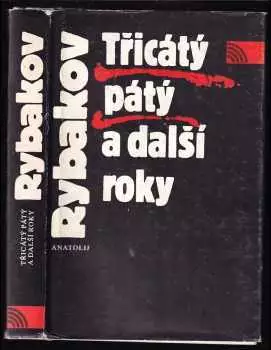 Rybakov
TŘICÁTÝ PÁTÝ
A DALŠÍ ROKY
Rybakov
ANATOLIJ
Třicátý
pátý
a další
roky